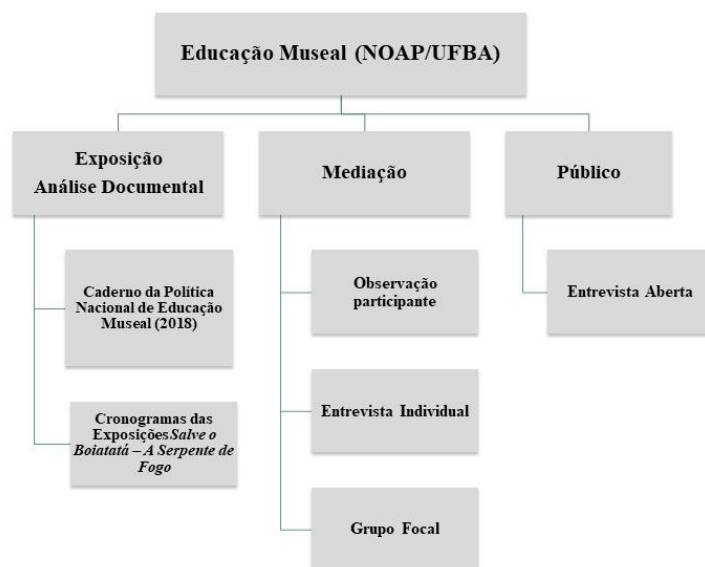 Educação Museal (NOAP/UFBA)
Exposição
Análise Documental
Mediação
Público
Caderno da Política
Nacional de Educação
Museal (2018)
Cronogramas das
ExposiçõesSalve o
Boiatatá – A Serpente de
Fogo
Observação
participante
Entrevista Individual
Grupo Focal
Entrevista Aberta